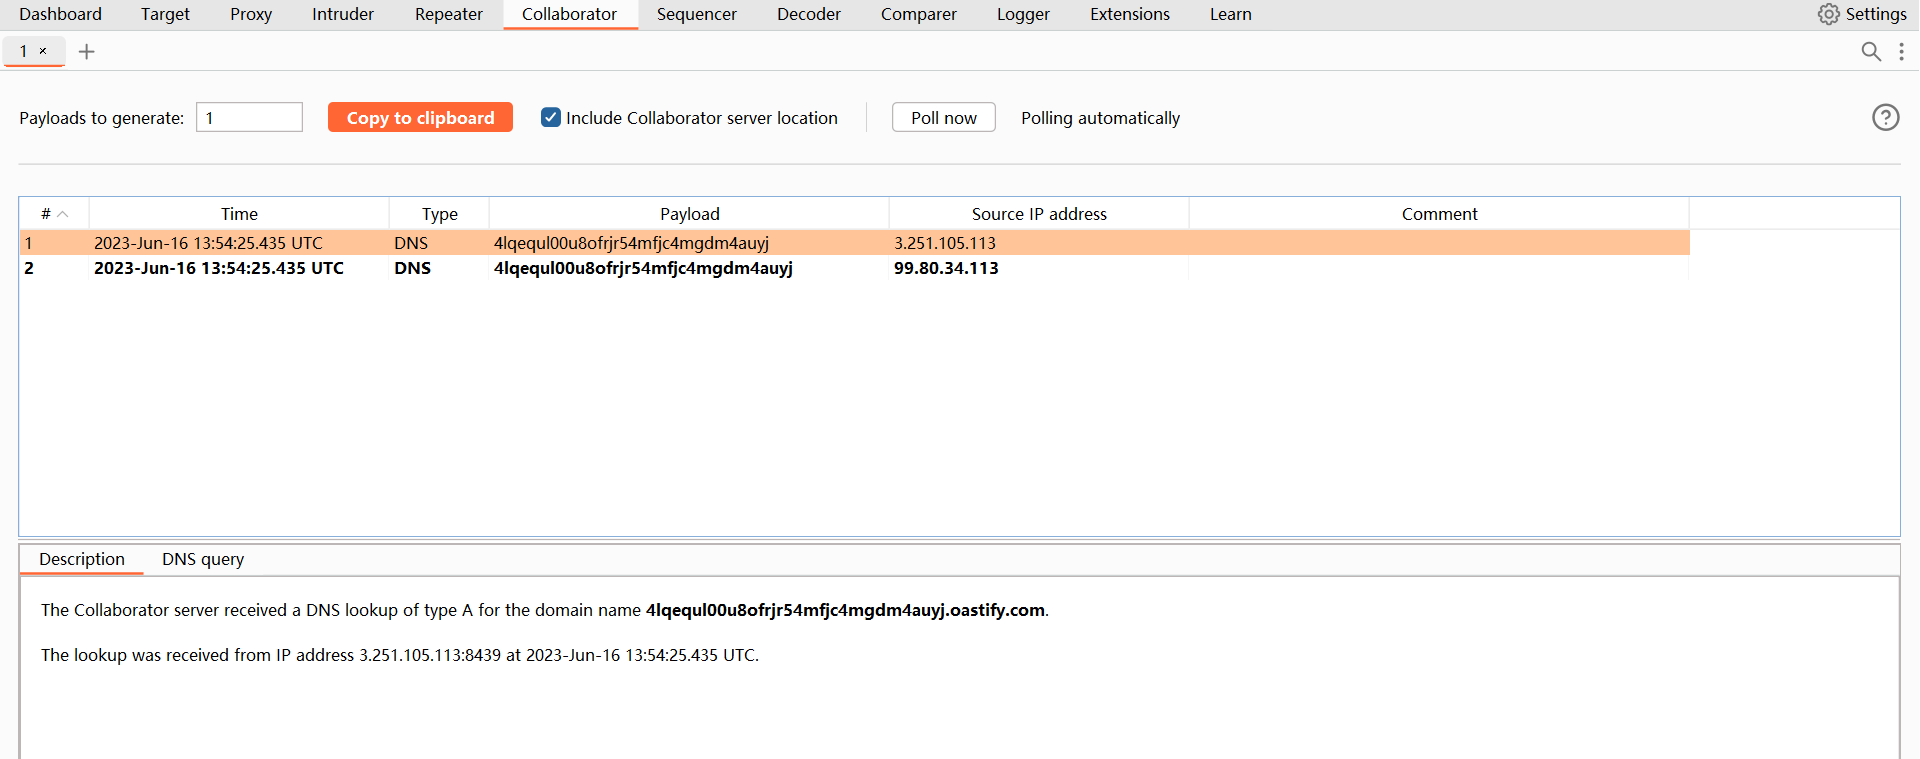 Dashboard Target Proxy Intruder Repeater Collaborator Sequencer Decoder Comparer Logger Extensions Learn Settings
1 × +
Payloads to generate: 1 Copy to clipboard Include Collaborator server location Poll now Polling automatically ?
# Time Type Payload Source IP address Comment
1 2023-Jun-16 13:54:25.435 UTC DNS 4lqequl00u8ofrjr54mfjc4mgdm4auyj 3.251.105.113
2 2023-Jun-16 13:54:25.435 UTC DNS 4lqequl00u8ofrjr54mfjc4mgdm4auyj 99.80.34.113
Description DNS query
The Collaborator server received a DNS lookup of type A for the domain name 4lqequl00u8ofrjr54mfjc4mgdm4auyj.oastify.com.
The lookup was received from IP address 3.251.105.113:8439 at 2023-Jun-16 13:54:25.435 UTC.